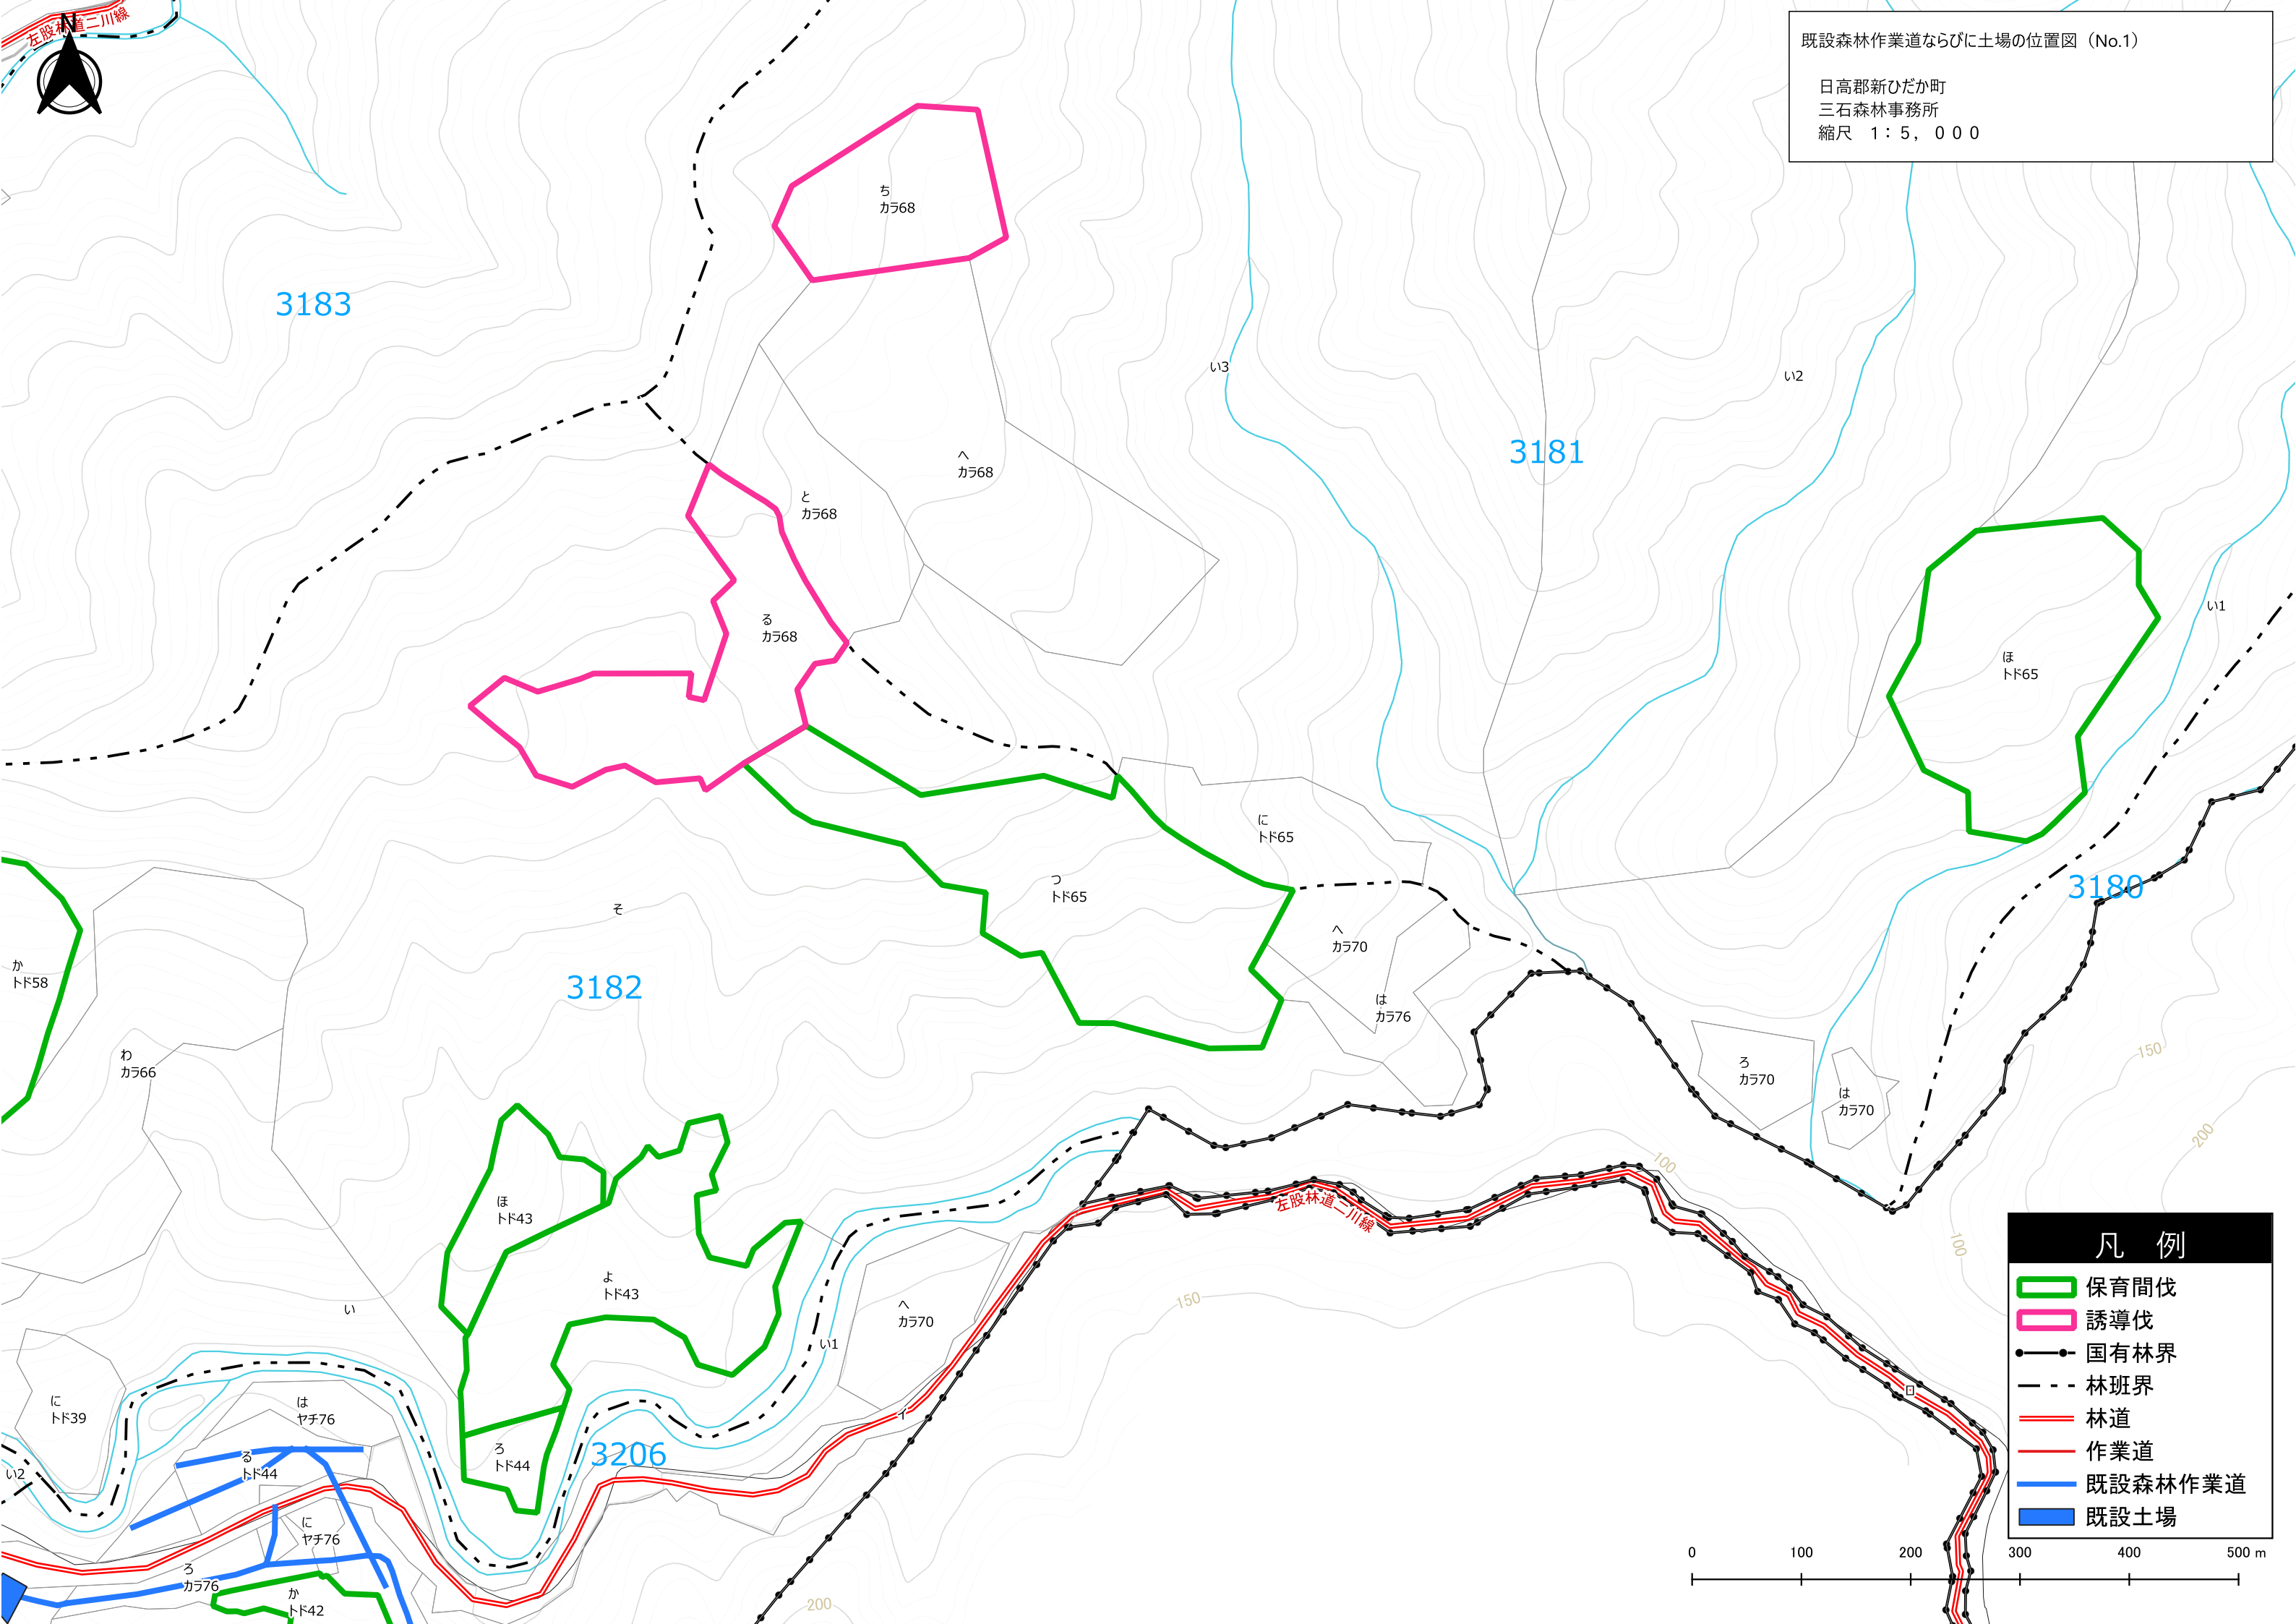 左股林道二川線
N
既設森林作業道ならびに土場の位置図（No.1）
日高郡新ひだか町
三石森林事務所
縮尺　1：５，０００
ち
カラ68
3183
い3
い2
3181
へ
カラ68
と
カラ68
る
カラ68
い1
ほ
トド65
に
トド65
3180
つ
トド65
そ
へ
カラ70
か
トド58
3182
は
カラ76
わ
カラ66
ろ
カラ70
は
カラ70
150
200
100
100
左股林道二川線
ほ
トド43
よ
トド43
150
い
へ
カラ70
い1
に
トド39
は
ヤチ76
イ
ロ
ろ
トド44
3206
る
トド44
い2
に
ヤチ76
ろ
カラ76
か
トド42
200
凡　例
保育間伐
誘導伐
国有林界
林班界
林道
作業道
既設森林作業道
既設土場
0 100 200 300 400 500 m